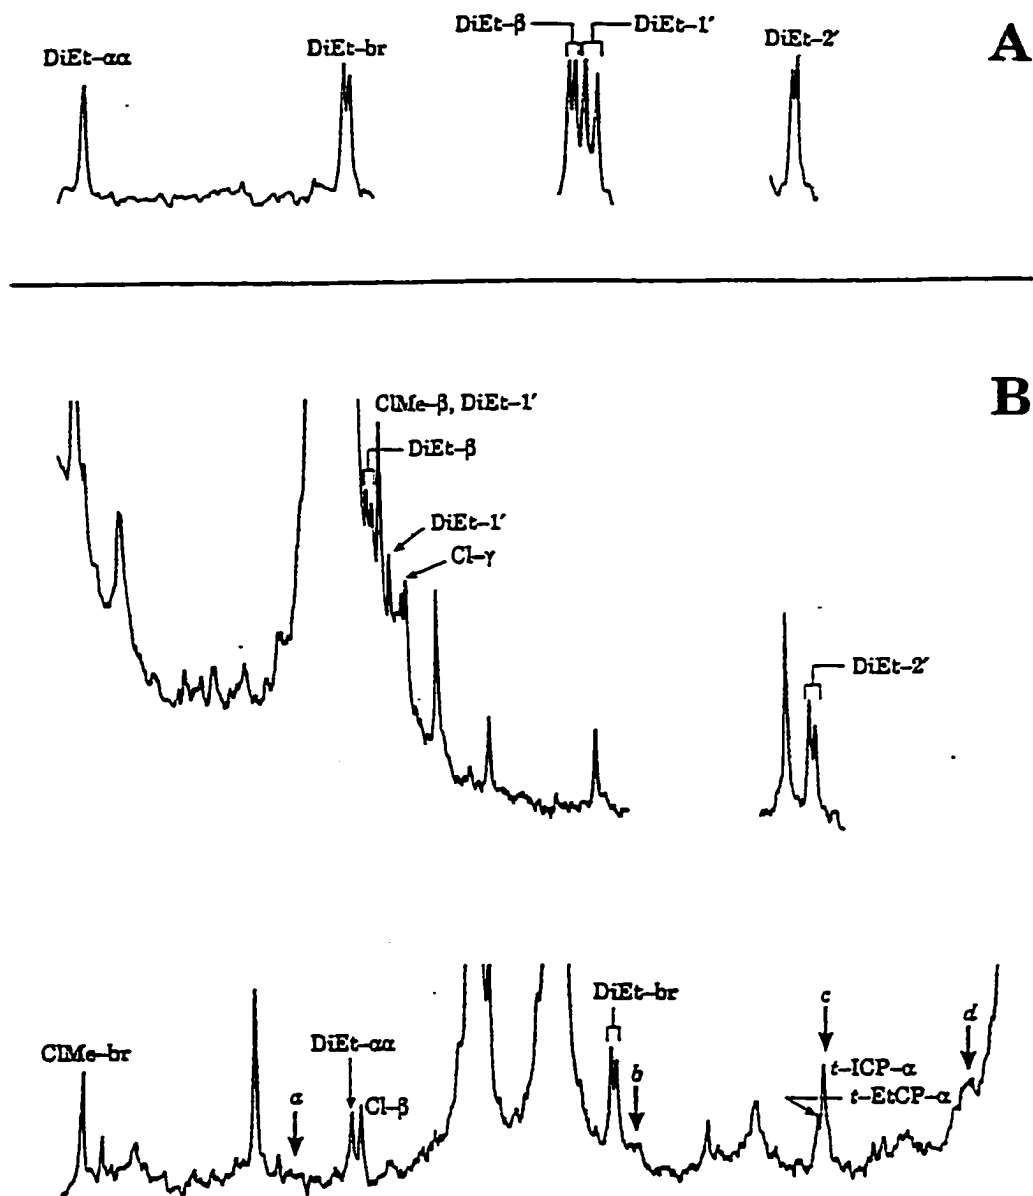 A
DiEt-αα
DiEt-br
DiEt-β
DiEt-1′
DiEt-2′
B
ClMe-β, DiEt-1′
DiEt-β
DiEt-1′
Cl-γ
DiEt-2′
ClMe-br
a
DiEt-αα
Cl-β
DiEt-br
b
c
t-ICP-α
t-EtCP-α
d